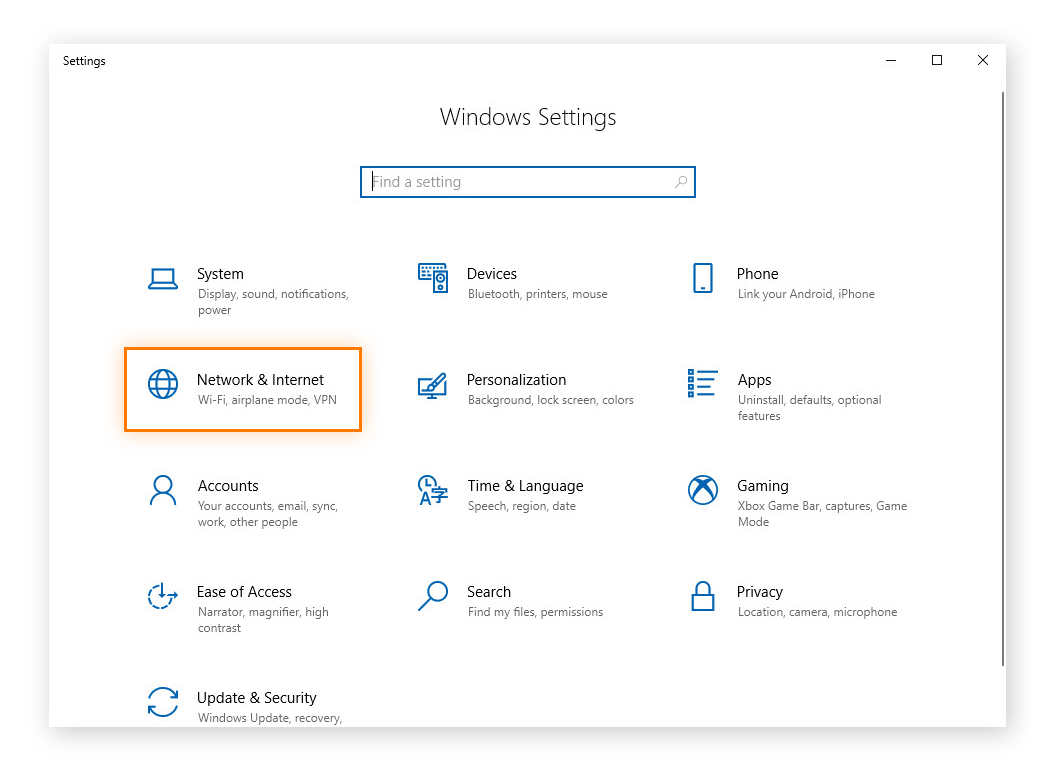 Settings
Windows Settings
Find a setting
System
Display, sound, notifications,
power
Devices
Bluetooth, printers, mouse
Phone
Link your Android, iPhone
Network & Internet
Wi-Fi, airplane mode, VPN
Personalization
Background, lock screen, colors
Apps
Uninstall, defaults, optional
features
Accounts
Your accounts, email, sync,
work, other people
Time & Language
Speech, region, date
Gaming
Xbox Game Bar, captures, Game
Mode
Ease of Access
Narrator, magnifier, high
contrast
Search
Find my files, permissions
Privacy
Location, camera, microphone
Update & Security
Windows Update, recovery,